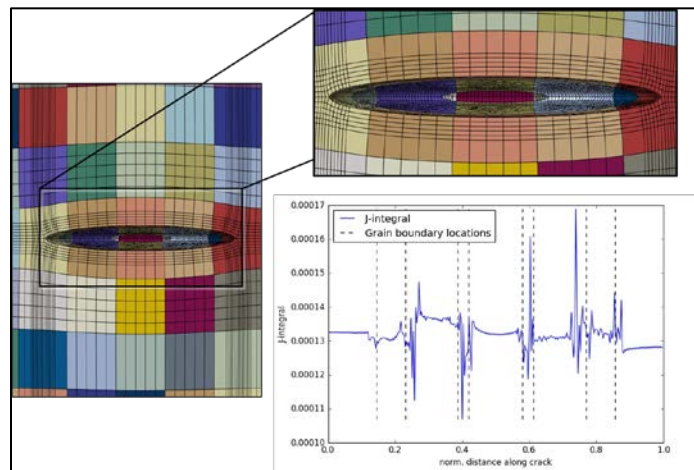 0.00017
0.00016
0.00015
0.00014
0.00013
0.00012
0.00011
0.00010
J-integral
J-integral
Grain boundary locations
0.0 0.2 0.4 0.6 0.8 1.0
norm. distance along crack